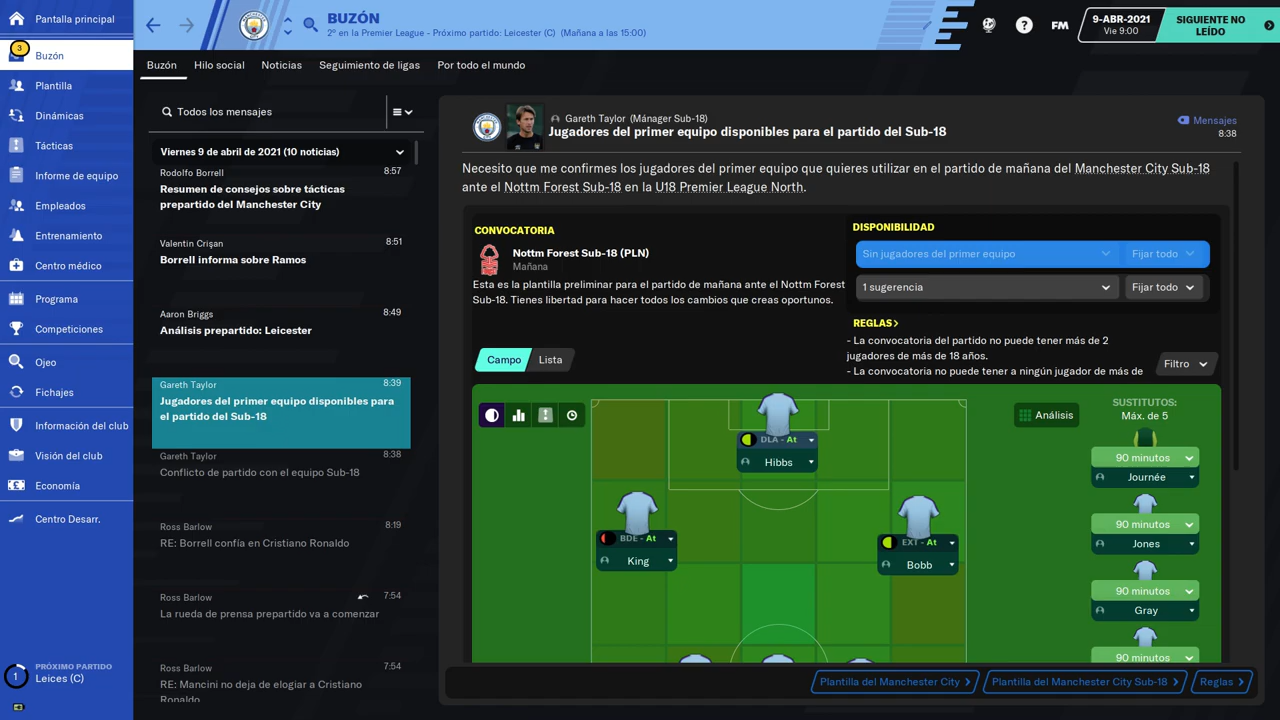 Pantalla principal
3
Buzón
Plantilla
Dinámicas
Tácticas
Informe de equipo
Empleados
Entrenamiento
Centro médico
Programa
Competiciones
Ojeo
Fichajes
Información del club
Visión del club
Economía
Centro Desarr.
1
PRÓXIMO PARTIDO
Leices (C)
BUZÓN
2º en la Premier League - Próximo partido: Leicester (C) (Mañana a las 15:00)
?
FM
9-ABR-2021
Vie 9:00
SIGUIENTE NO
LEÍDO
Buzón
Hilo social
Noticias
Seguimiento de ligas
Por todo el mundo
Todos los mensajes
Viernes 9 de abril de 2021 (10 noticias)
Rodolfo Borrell 8:57
Resumen de consejos sobre tácticas
prepartido del Manchester City
Valentin Crişan 8:51
Borrell informa sobre Ramos
Aaron Briggs 8:49
Análisis prepartido: Leicester
Gareth Taylor 8:39
Jugadores del primer equipo disponibles para
el partido del Sub-18
Gareth Taylor 8:38
Conflicto de partido con el equipo Sub-18
Ross Barlow 8:19
RE: Borrell confía en Cristiano Ronaldo
Ross Barlow 7:54
La rueda de prensa prepartido va a comenzar
Ross Barlow 7:54
RE: Mancini no deja de elogiar a Cristiano
Ronaldo
Gareth Taylor (Mánager Sub-18)
Jugadores del primer equipo disponibles para el partido del Sub-18
Mensajes
8:38
Necesito que me confirmes los jugadores del primer equipo que quieres utilizar en el partido de mañana del Manchester City Sub-18
ante el Nottm Forest Sub-18 en la U18 Premier League North.
CONVOCATORIA
Nottm Forest Sub-18 (PLN)
Mañana
Esta es la plantilla preliminar para el partido de mañana ante el Nottm Forest
Sub-18. Tienes libertad para hacer todos los cambios que creas oportunos.
Campo
Lista
DISPONIBILIDAD
Sin jugadores del primer equipo
Fijar todo
1 sugerencia
Fijar todo
REGLAS
- La convocatoria del partido no puede tener más de 2
jugadores de más de 18 años.
- La convocatoria no puede tener a ningún jugador de más de
Filtro
DLA - At
Hibbs
BDE - At
King
EXT - At
Bobb
Análisis
SUSTITUTOS:
Máx. de 5
90 minutos
Journée
90 minutos
Jones
90 minutos
Gray
90 minutos
Plantilla del Manchester City
Plantilla del Manchester City Sub-18
Reglas